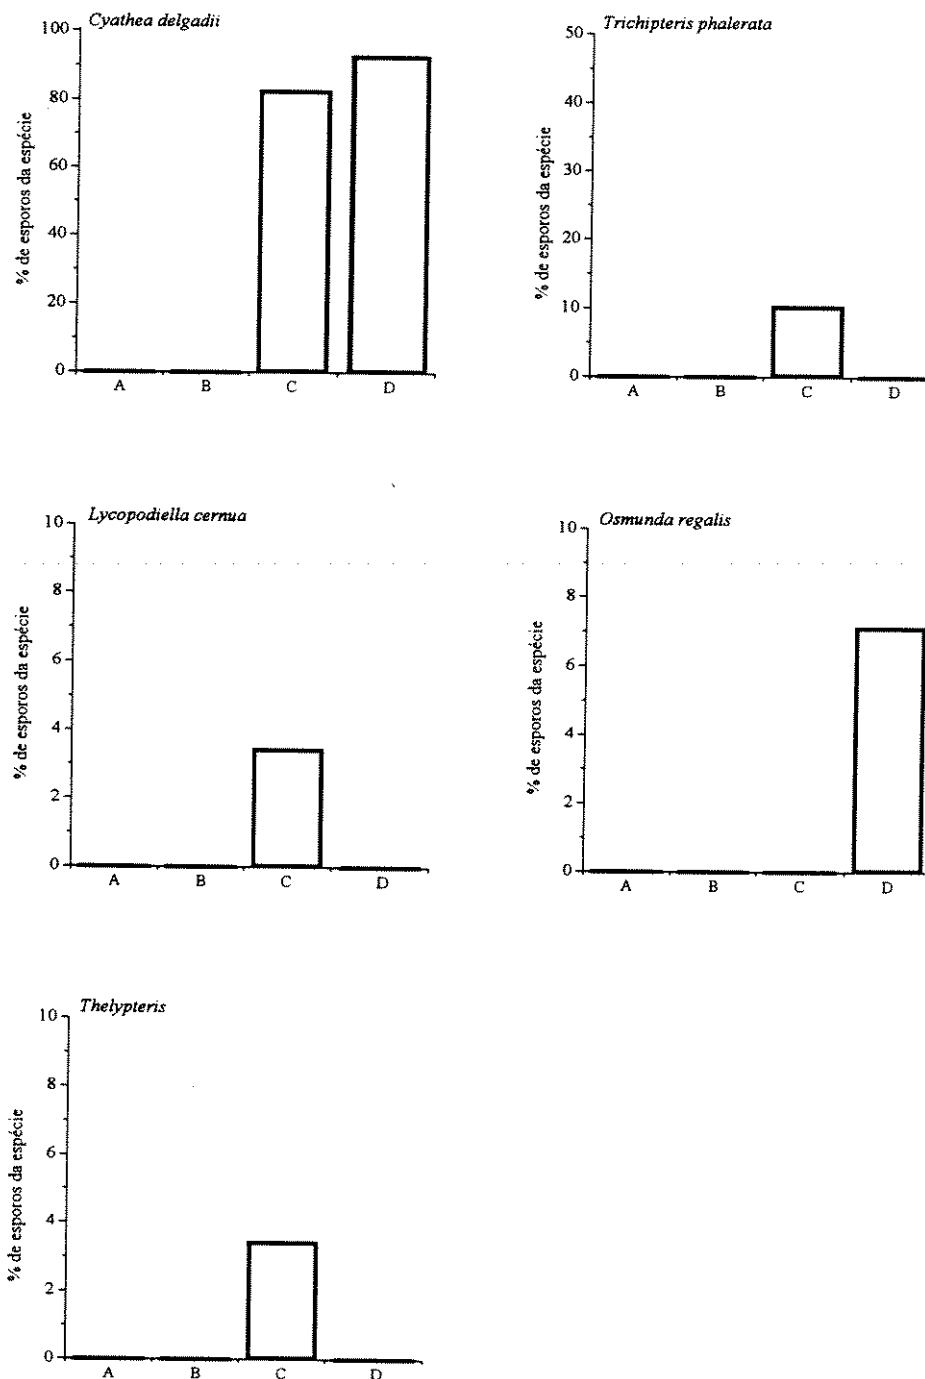 Cyathea delgadii
% de esporos da espécie
100
80
60
40
20
0
A B C D
Trichipteris phalerata
% de esporos da espécie
50
40
30
20
10
0
A B C D
Lycopodiella cernua
% de esporos da espécie
10
8
6
4
2
0
A B C D
Osmunda regalis
% de esporos da espécie
10
8
6
4
2
0
A B C D
Thelypteris
% de esporos da espécie
10
8
6
4
2
0
A B C D